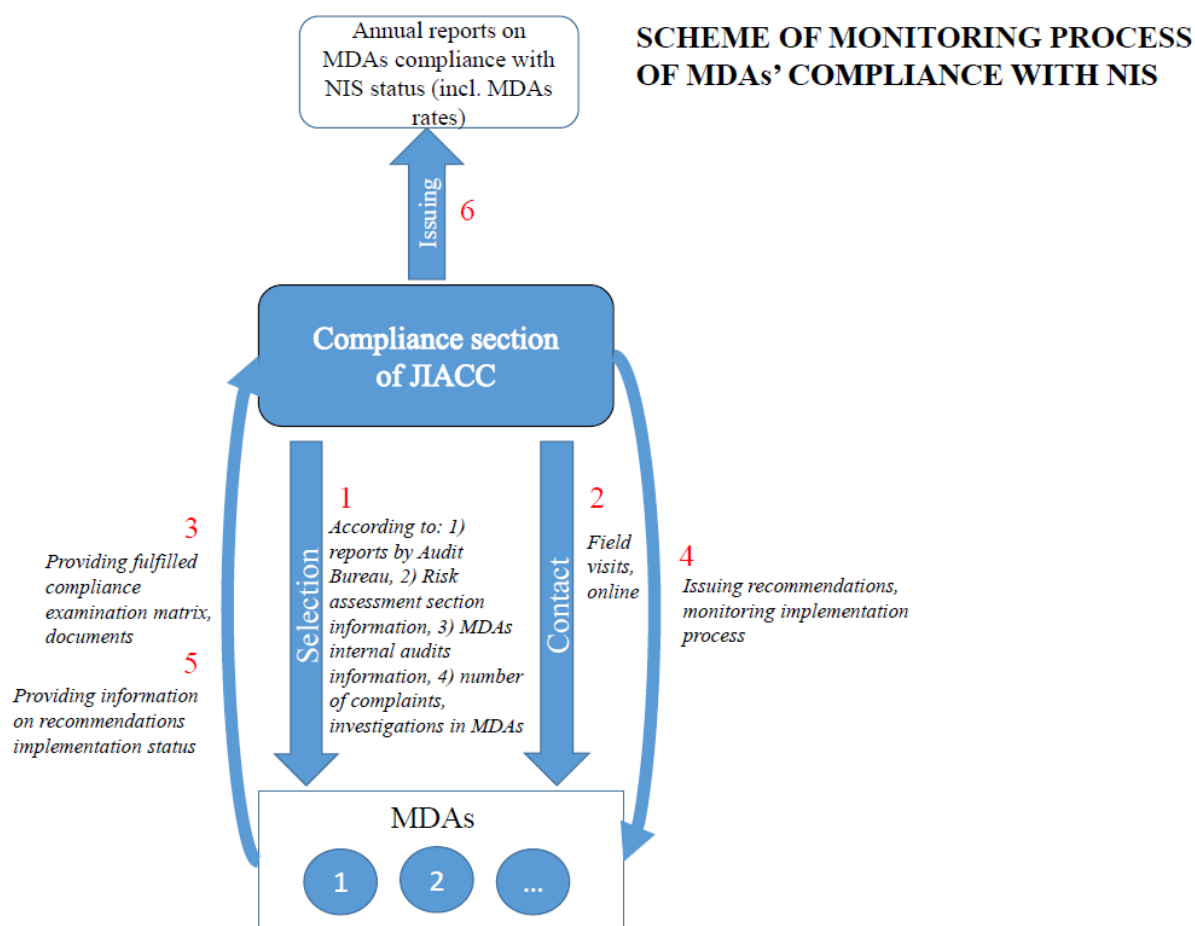 SCHEME OF MONITORING PROCESS
OF MDAs’ COMPLIANCE WITH NIS
Annual reports on
MDAs compliance with
NIS status (incl. MDAs
rates)
Issuing
6
Compliance section
of JIACC
3
Providing fulfilled
compliance
examination matrix,
documents
5
Providing information
on recommendations
implementation status
Selection
1
According to: 1)
reports by Audit
Bureau, 2) Risk
assessment section
information, 3) MDAs
internal audits
information, 4) number
of complaints,
investigations in MDAs
Contact
2
Field
visits,
online
4
Issuing recommendations,
monitoring implementation
process
MDAs
1
2
...